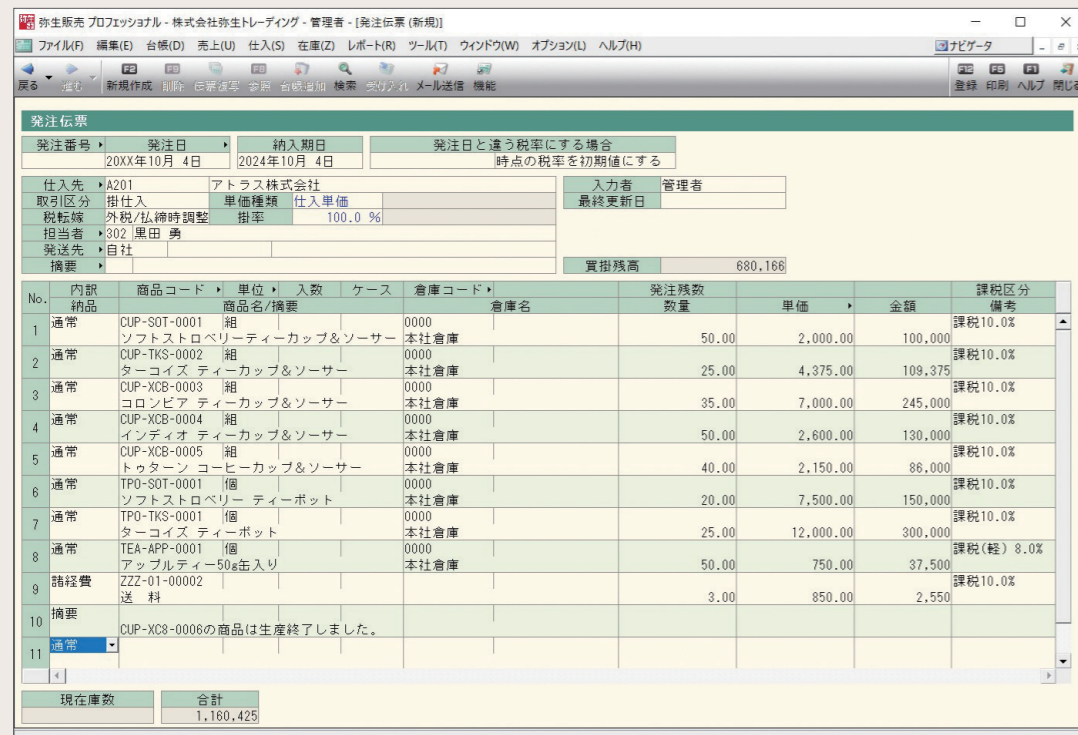 弥生販売 プロフェッショナル - 株式会社弥生トレーディング - 管理者 - [発注伝票 (新規)]
ファイル(F) 編集(E) 台帳(D) 売上(U) 仕入(S) 在庫(Z) レポート(R) ツール(T) ウィンドウ(W) オプション(L) ヘルプ(H) ナビゲータ
F2 F9 F8 F12 F5 F1
戻る 進む 新規作成 削除 伝票複写 参照 台帳追加 検索 受け入れ メール送信 機能 登録 印刷 ヘルプ 閉じる
発注伝票
発注番号 発注日 納入期日 発注日と違う税率にする場合
20XX年10月 4日 2024年10月 4日 時点の税率を初期値にする
仕入先 A201 アトラス株式会社 入力者 管理者
取引区分 掛仕入 単価種類 仕入単価 最終更新日
税転嫁 外税/払締時調整 掛率 100.0 %
担当者 302 黒田 勇
発送先 自社
摘要 買掛残高 680,166
No. 内訳 商品コード 単位 入数 ケース 倉庫コード 発注残数 課税区分
納品 商品名/摘要 倉庫名 数量 単価 金額 備考
1 通常 CUP-SOT-0001 組 0000 課税10.0%
ソフトストロベリーティーカップ&ソーサー 本社倉庫 50.00 2,000.00 100,000
2 通常 CUP-TKS-0002 組 0000 課税10.0%
ターコイズ ティーカップ&ソーサー 本社倉庫 25.00 4,375.00 109,375
3 通常 CUP-XCB-0003 組 0000 課税10.0%
コロンビア ティーカップ&ソーサー 本社倉庫 35.00 7,000.00 245,000
4 通常 CUP-XCB-0004 組 0000 課税10.0%
インディオ ティーカップ&ソーサー 本社倉庫 50.00 2,600.00 130,000
5 通常 CUP-XCB-0005 組 0000 課税10.0%
トゥターン コーヒーカップ&ソーサー 本社倉庫 40.00 2,150.00 86,000
6 通常 TPO-SOT-0001 個 0000 課税10.0%
ソフトストロベリー ティーポット 本社倉庫 20.00 7,500.00 150,000
7 通常 TPO-TKS-0001 個 0000 課税10.0%
ターコイズ ティーポット 本社倉庫 25.00 12,000.00 300,000
8 通常 TEA-APP-0001 個 0000 課税(軽) 8.0%
アップルティー50g缶入り 本社倉庫 50.00 750.00 37,500
9 諸経費 ZZZ-01-00002 課税10.0%
送 料 3.00 850.00 2,550
10 摘要
CUP-XC8-0006の商品は生産終了しました。
11 通常
現在庫数 合計
1,160,425